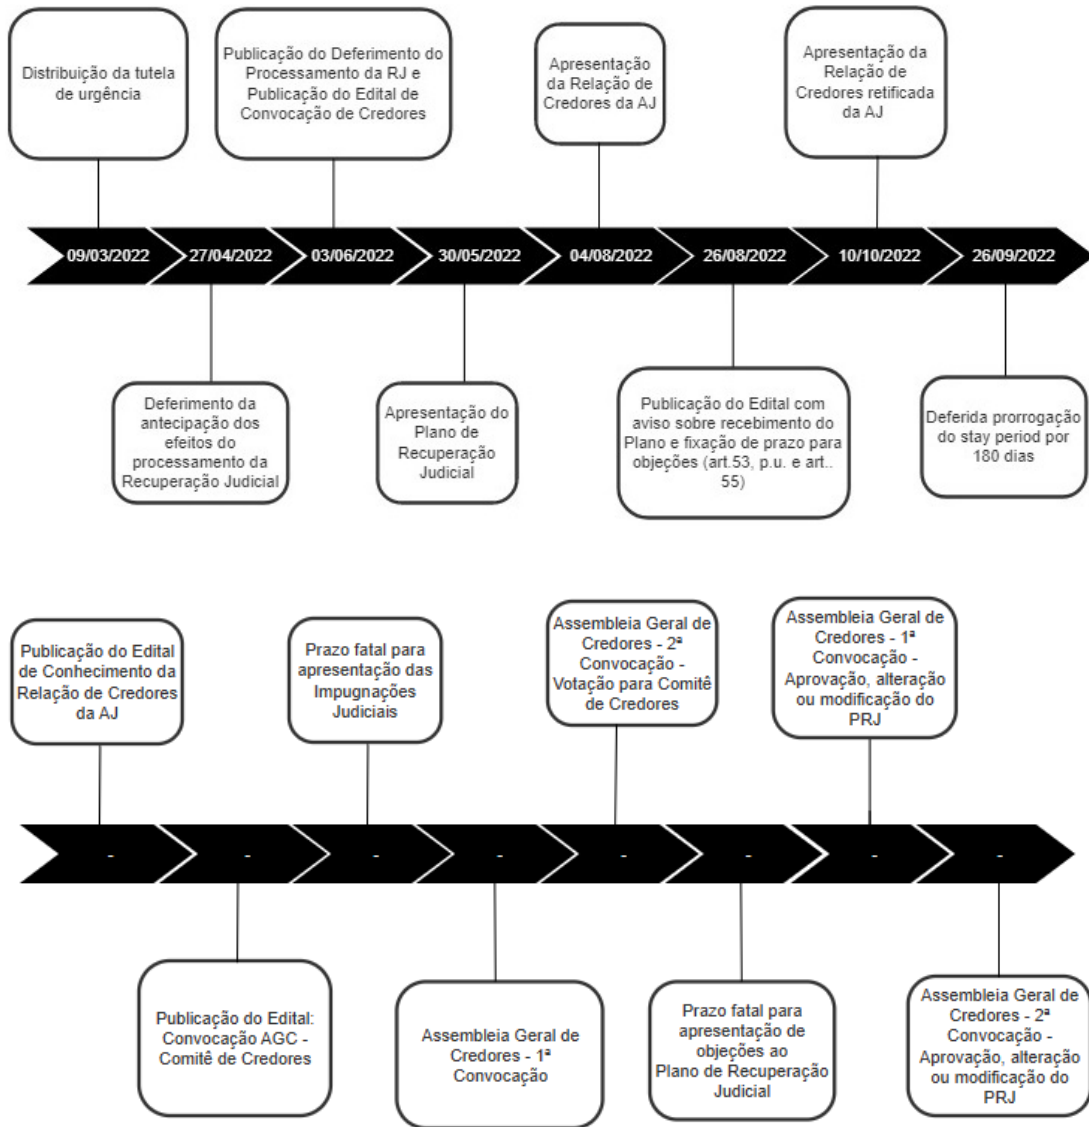 Distribuição da tutela
de urgência
Publicação do Deferimento do
Processamento da RJ e
Publicação do Edital de
Convocação de Credores
Apresentação
da Relação de
Credores da AJ
Apresentação da
Relação de
Credores retificada
da AJ
09/03/2022
27/04/2022
03/06/2022
30/05/2022
04/08/2022
26/08/2022
10/10/2022
26/09/2022
Deferimento da
antecipação dos
efeitos do
processamento da
Recuperação Judicial
Apresentação do
Plano de
Recuperação
Judicial
Publicação do Edital com
aviso sobre recebimento do
Plano e fixação de prazo para
objeções (art.53, p.u. e art..
55)
Deferida prorrogação
do stay period por
180 dias
Publicação do Edital
de Conhecimento da
Relação de Credores
da AJ
Prazo fatal para
apresentação das
Impugnações
Judiciais
Assembleia Geral de
Credores - 2ª
Convocação -
Votação para Comitê
de Credores
Assembleia Geral de
Credores - 1ª
Convocação -
Aprovação, alteração
ou modificação do
PRJ
-
-
-
-
-
-
-
-
Publicação do Edital:
Convocação AGC -
Comitê de Credores
Assembleia Geral de
Credores - 1ª
Convocação
Prazo fatal para
apresentação de
objeções ao
Plano de Recuperação
Judicial
Assembleia Geral de
Credores - 2ª
Convocação -
Aprovação, alteração
ou modificação do
PRJ